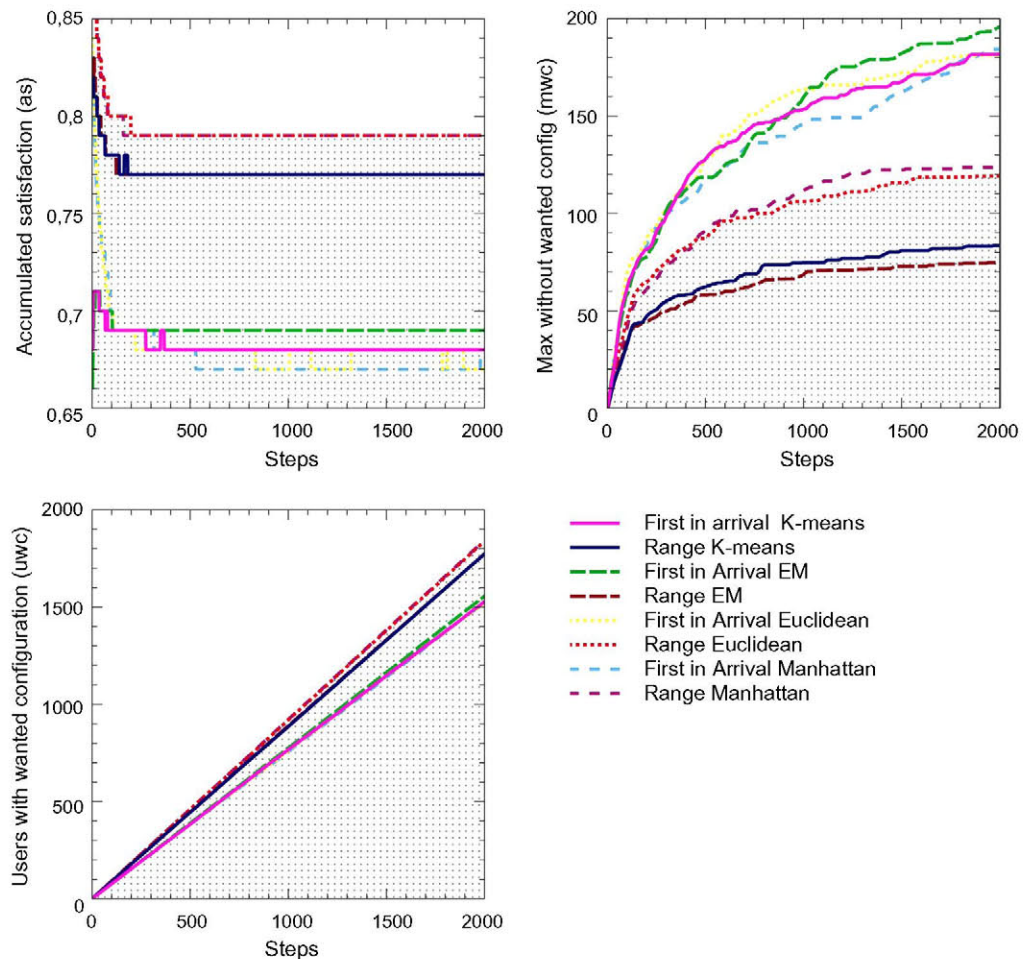 Accumulated satisfaction (as)
0,85
0,8
0,75
0,7
0,65
0
500
1000
1500
2000
Steps
Max without wanted config (mwc)
200
150
100
50
0
0
500
1000
1500
2000
Steps
Users with wanted configuration (uwc)
2000
1500
1000
500
0
0
500
1000
1500
2000
Steps
First in arrival K-means
Range K-means
First in Arrival EM
Range EM
First in Arrival Euclidean
Range Euclidean
First in Arrival Manhattan
Range Manhattan